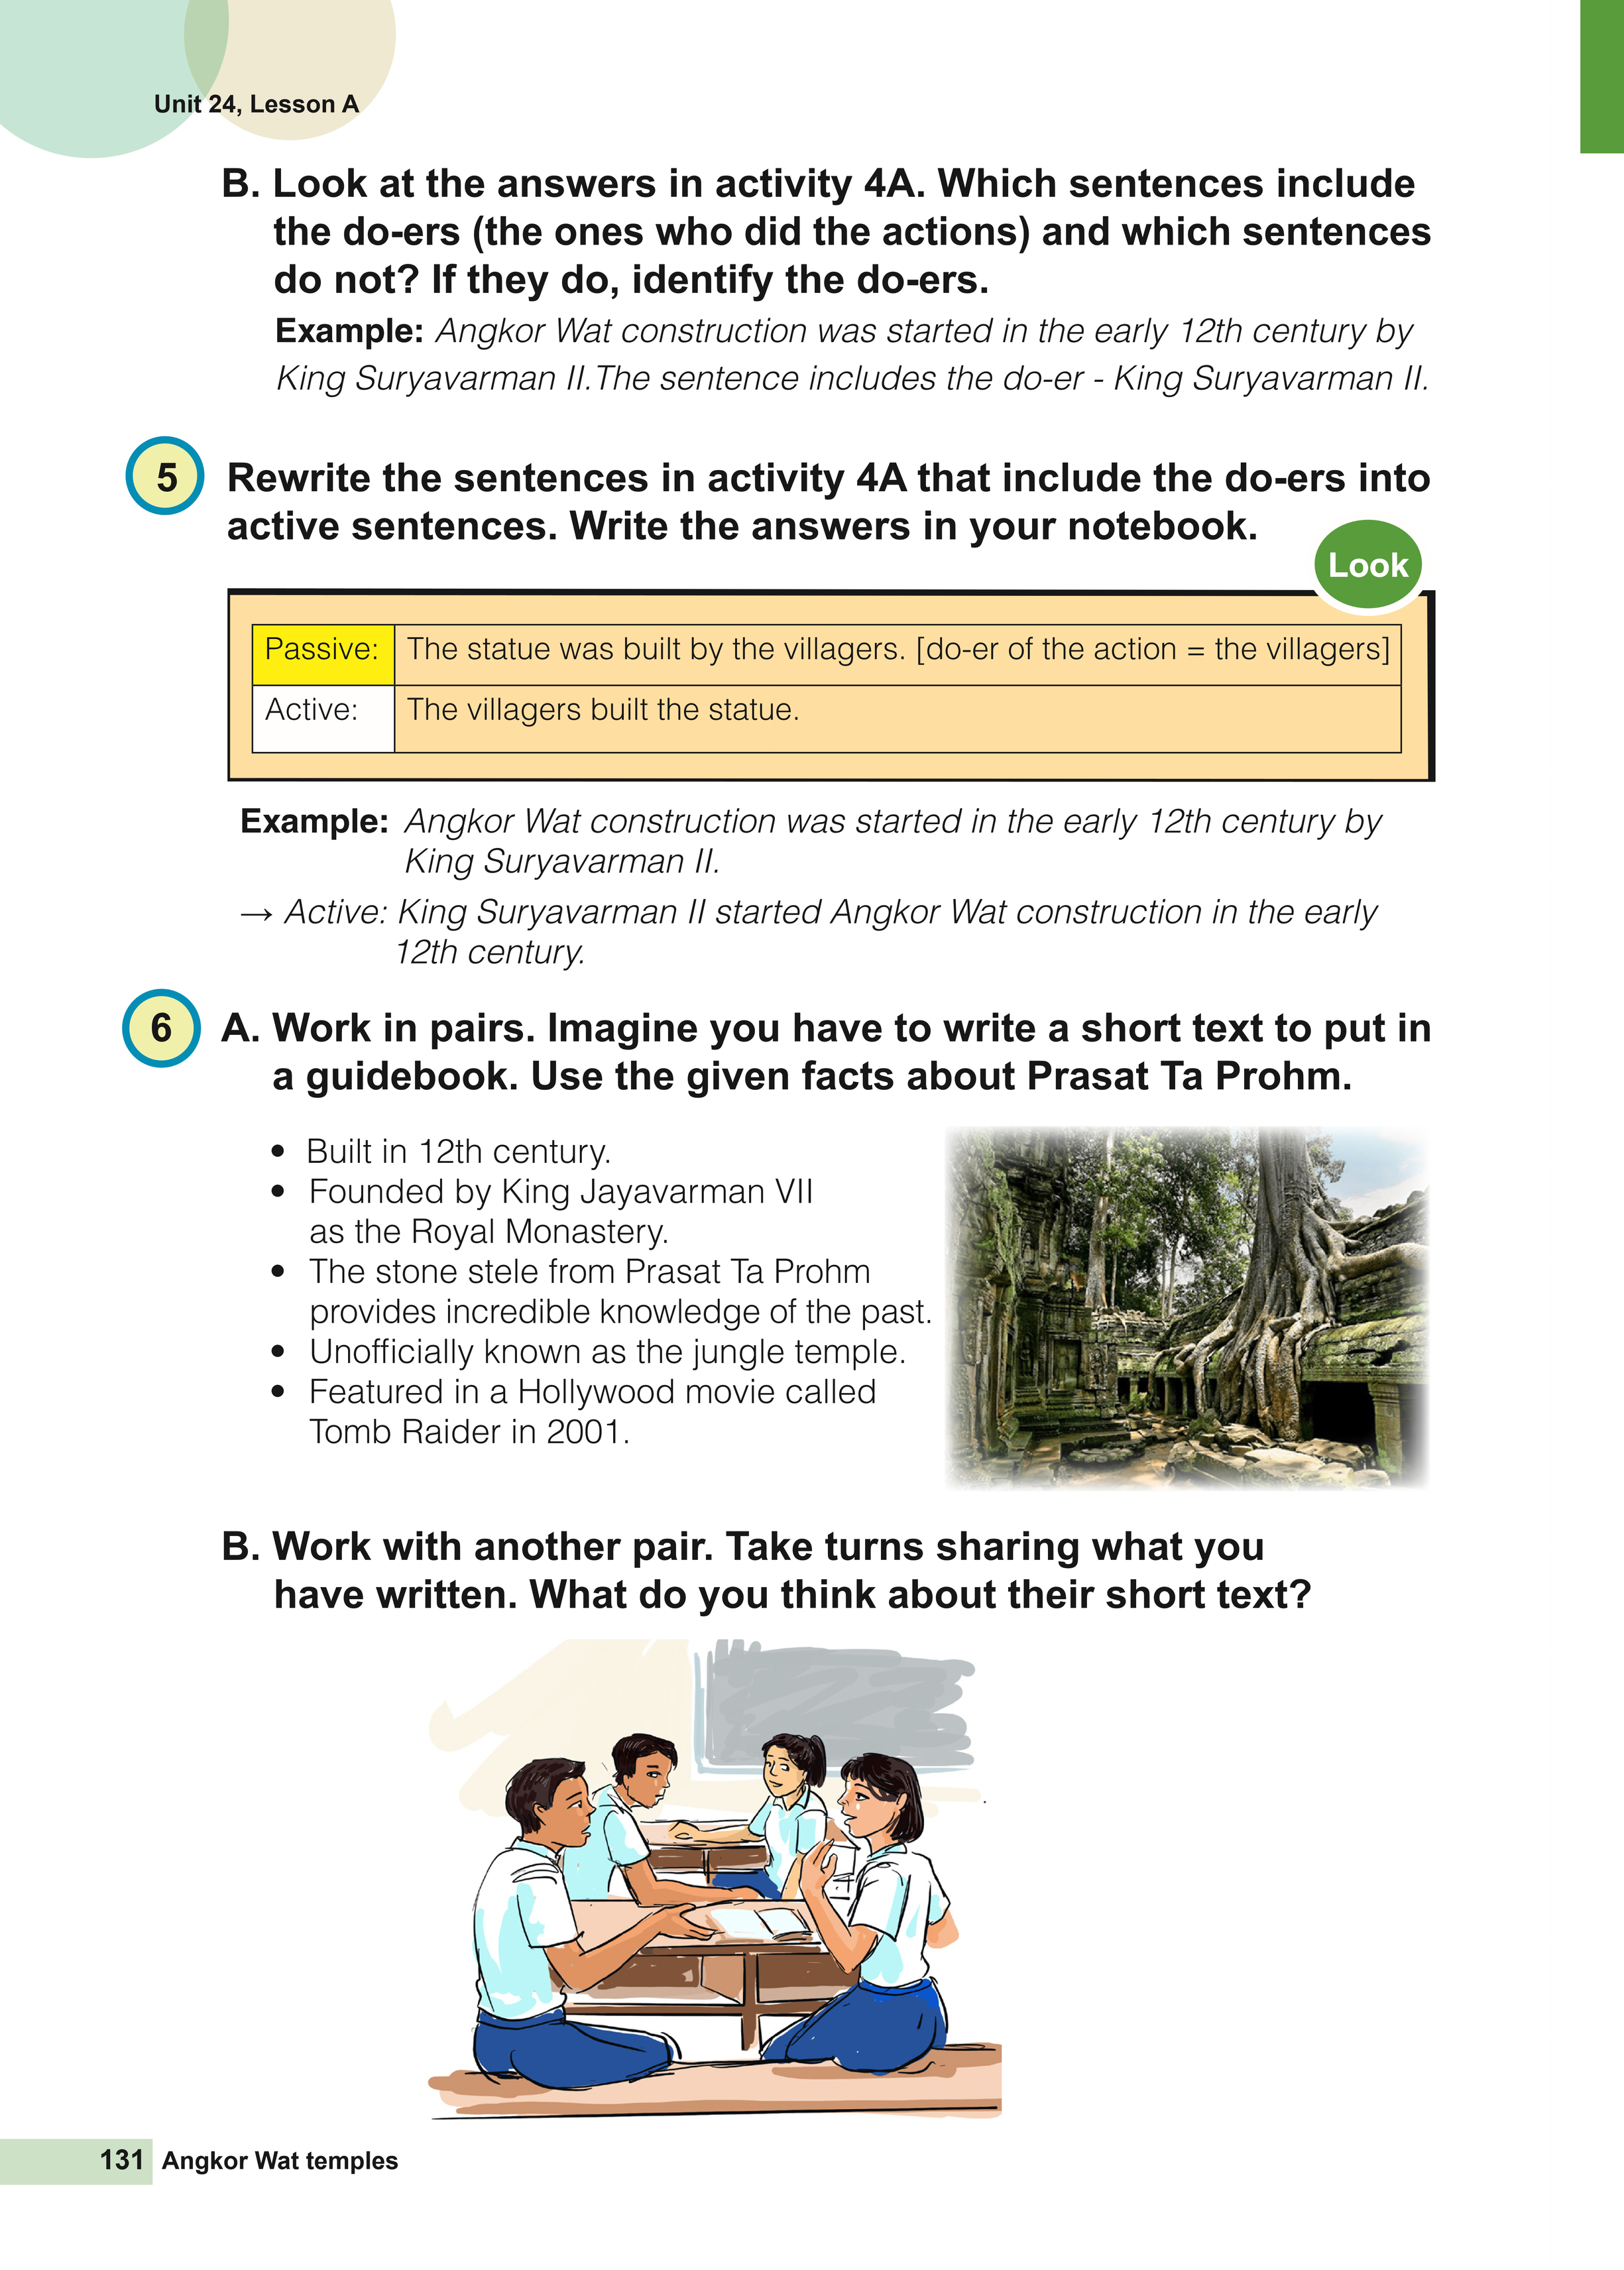 Unit 24, Lesson A
B. Look at the answers in activity 4A. Which sentences include
the do-ers (the ones who did the actions) and which sentences
do not? If they do, identify the do-ers.
Example: Angkor Wat construction was started in the early 12th century by
King Suryavarman II.The sentence includes the do-er - King Suryavarman II.
5 Rewrite the sentences in activity 4A that include the do-ers into
active sentences. Write the answers in your notebook.
Look
Passive: The statue was built by the villagers. [do-er of the action = the villagers]
Active: The villagers built the statue.
Example: Angkor Wat construction was started in the early 12th century by
King Suryavarman II.
→ Active: King Suryavarman II started Angkor Wat construction in the early
12th century.
6 A. Work in pairs. Imagine you have to write a short text to put in
a guidebook. Use the given facts about Prasat Ta Prohm.
• Built in 12th century.
• Founded by King Jayavarman VII
as the Royal Monastery.
• The stone stele from Prasat Ta Prohm
provides incredible knowledge of the past.
• Unofficially known as the jungle temple.
• Featured in a Hollywood movie called
Tomb Raider in 2001.
B. Work with another pair. Take turns sharing what you
have written. What do you think about their short text?
131 Angkor Wat temples